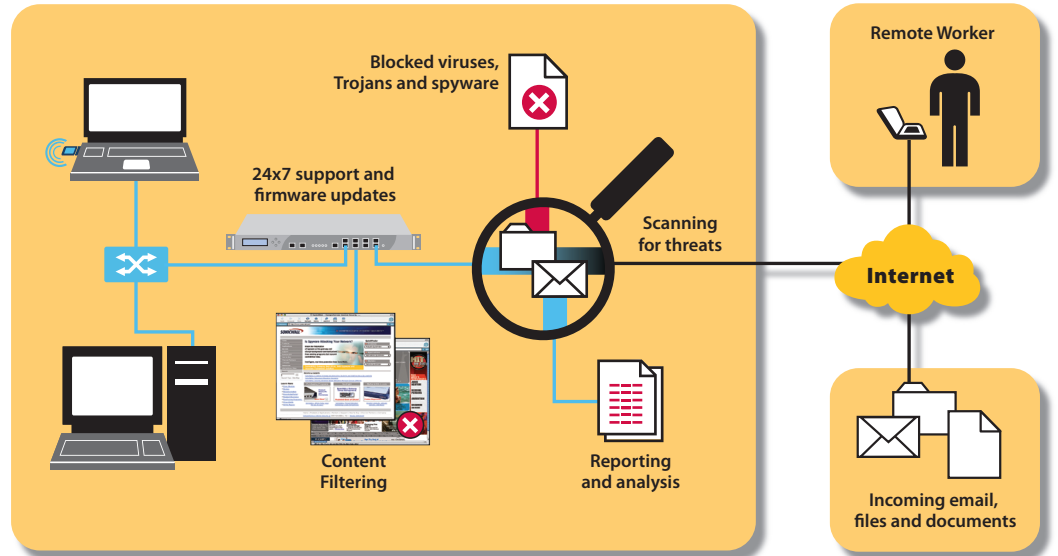 Blocked viruses,
Trojans and spyware
Remote Worker
24x7 support and
firmware updates
Scanning
for threats
Internet
SONICWALL
Content
Filtering
Reporting
and analysis
Incoming email,
files and documents